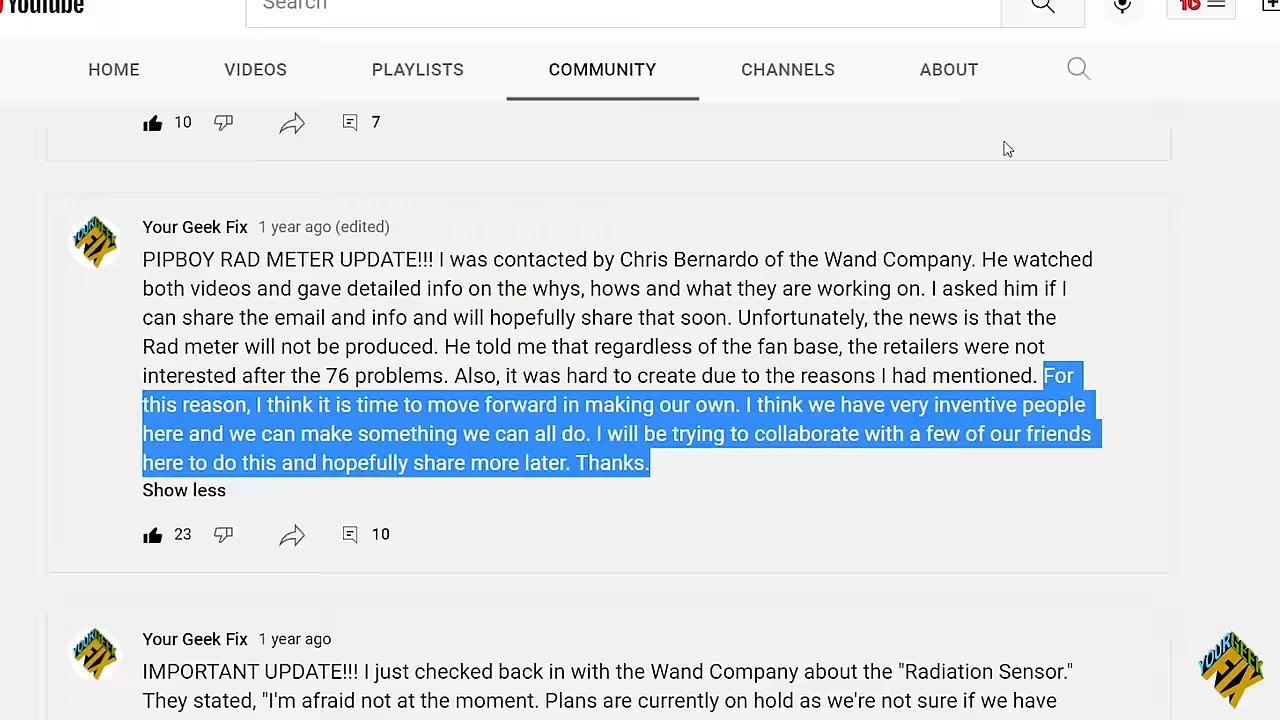 YouTube
Search
HOME VIDEOS PLAYLISTS COMMUNITY CHANNELS ABOUT
10 7
Your Geek Fix 1 year ago (edited)
PIPBOY RAD METER UPDATE!!! I was contacted by Chris Bernardo of the Wand Company. He watched
both videos and gave detailed info on the whys, hows and what they are working on. I asked him if I
can share the email and info and will hopefully share that soon. Unfortunately, the news is that the
Rad meter will not be produced. He told me that regardless of the fan base, the retailers were not
interested after the 76 problems. Also, it was hard to create due to the reasons I had mentioned. For
this reason, I think it is time to move forward in making our own. I think we have very inventive people
here and we can make something we can all do. I will be trying to collaborate with a few of our friends
here to do this and hopefully share more later. Thanks.
Show less
23 10
Your Geek Fix 1 year ago
IMPORTANT UPDATE!!! I just checked back in with the Wand Company about the "Radiation Sensor."
They stated, "I'm afraid not at the moment. Plans are currently on hold as we're not sure if we have
YOUR GEEK
FIX